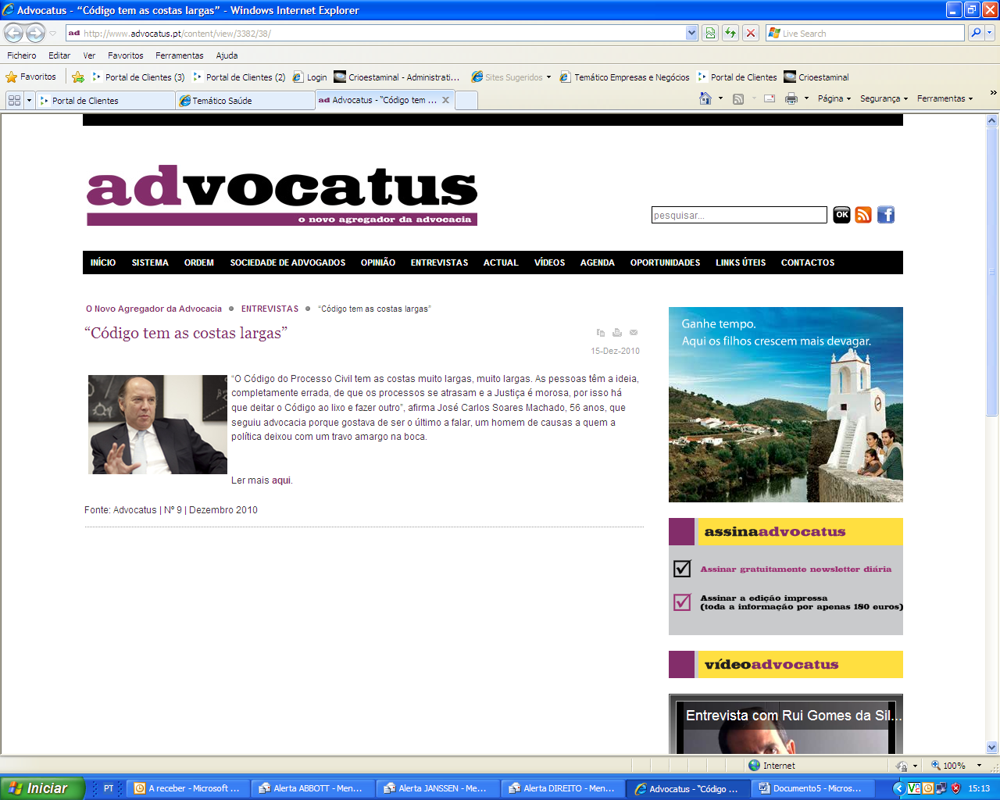 Advocatus - “Código tem as costas largas” - Windows Internet Explorer
ad http://www.advocatus.pt/content/view/3382/38/
Live Search
Ficheiro Editar Ver Favoritos Ferramentas Ajuda
Favoritos Portal de Clientes (3) Portal de Clientes (2) Login Crioestaminal - Administrati... Sites Sugeridos Temático Empresas e Negócios Portal de Clientes Crioestaminal
Portal de Clientes Temático Saúde ad Advocatus - “Código tem ... Página Segurança Ferramentas
advocatus
o novo agregador da advocacia
pesquisar... OK
INÍCIO SISTEMA ORDEM SOCIEDADE DE ADVOGADOS OPINIÃO ENTREVISTAS ACTUAL VÍDEOS AGENDA OPORTUNIDADES LINKS ÚTEIS CONTACTOS
O Novo Agregador da Advocacia ENTREVISTAS “Código tem as costas largas”
“Código tem as costas largas”
15-Dez-2010
“O Código do Processo Civil tem as costas muito largas, muito largas. As pessoas têm a ideia,
completamente errada, de que os processos se atrasam e a Justiça é morosa, por isso há
que deitar o Código ao lixo e fazer outro”, afirma José Carlos Soares Machado, 56 anos, que
seguiu advocacia porque gostava de ser o último a falar, um homem de causas a quem a
política deixou com um travo amargo na boca.
Ler mais aqui.
Fonte: Advocatus | Nº 9 | Dezembro 2010
Ganhe tempo.
Aqui os filhos crescem mais devagar.
assinaadvocatus
Assinar gratuitamente newsletter diária
Assinar a edição impressa
(toda a informação por apenas 180 euros)
vídeoadvocatus
Entrevista com Rui Gomes da Sil...
Internet 100%
Iniciar PT A receber - Microsoft ... Alerta ABBOTT - Men... Alerta JANSSEN - Me... Alerta DIREITO - Men... Advocatus - “Código ... Documento5 - Micros... 15:13